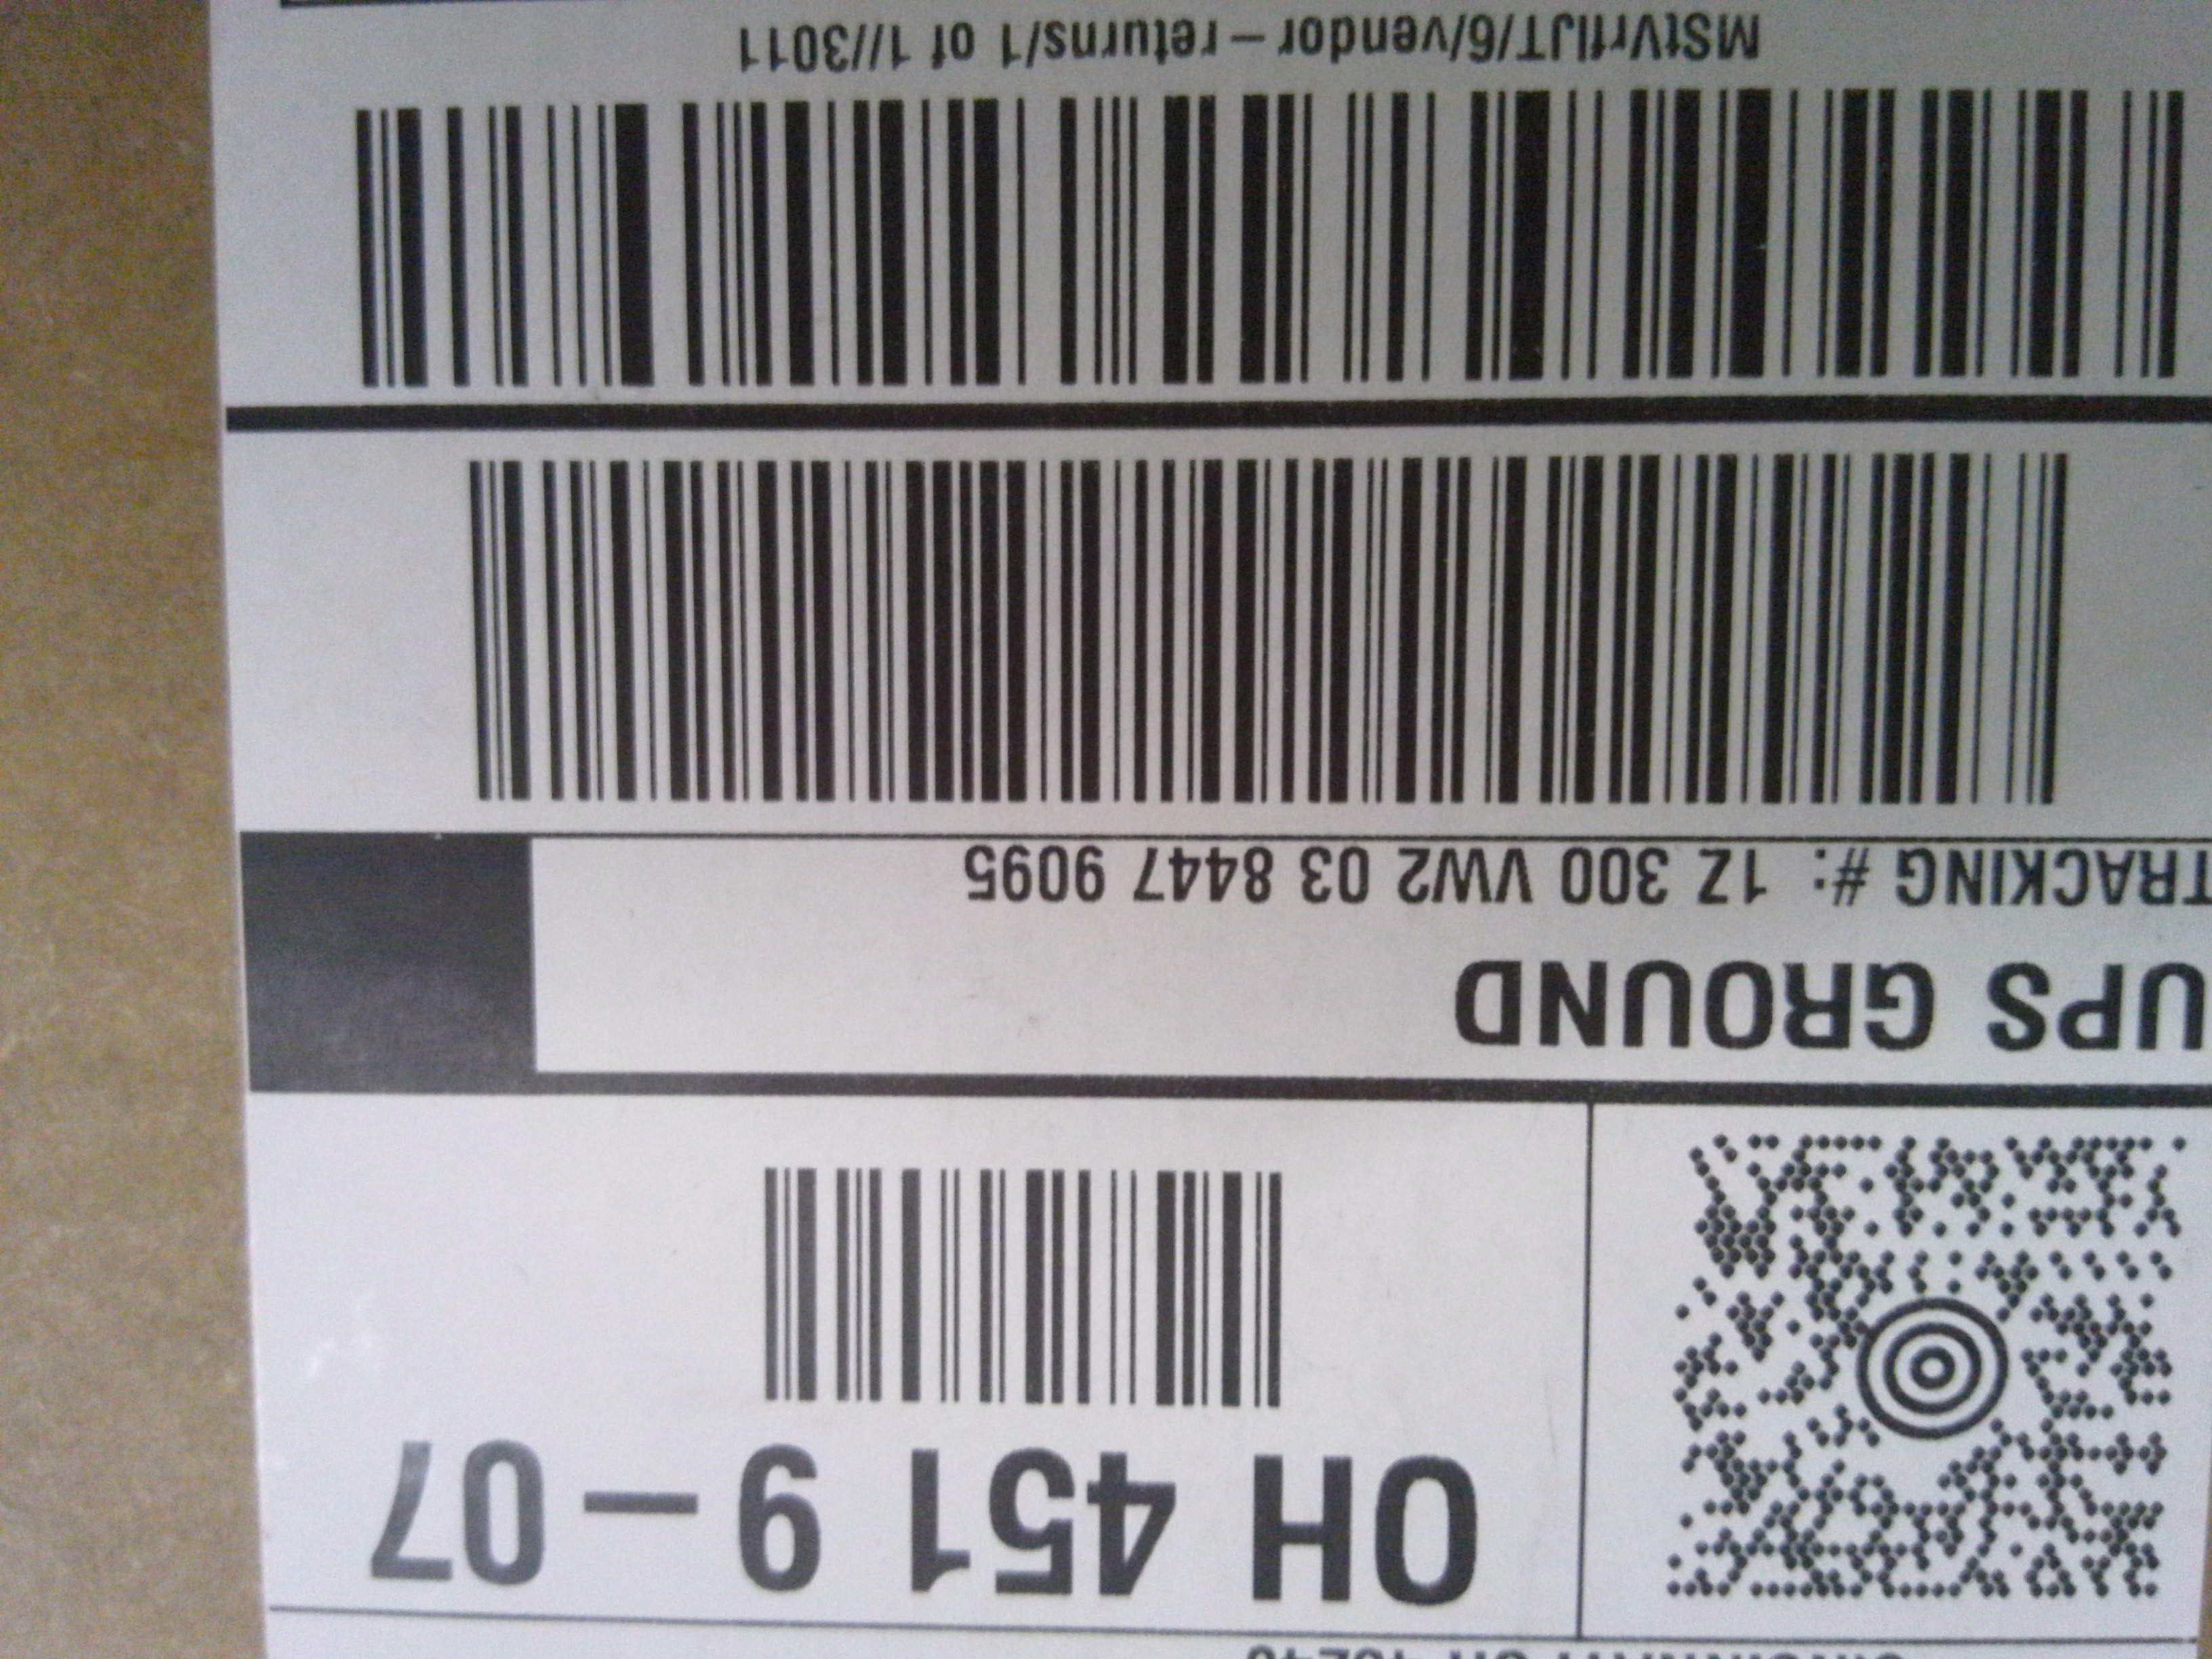 OH 451 9-07
UPS GROUND
TRACKING #: 1Z 300 VW2 03 8447 9095
MStVrflJT/6/vendor-returns/1 of 1//3011